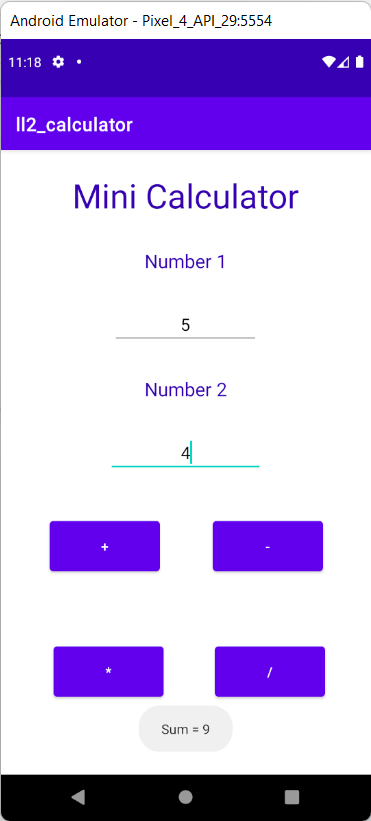 Android Emulator - Pixel_4_API_29:5554
11:18
ll2_calculator
Mini Calculator
Number 1
5
Number 2
4
+ -
* /
Sum = 9